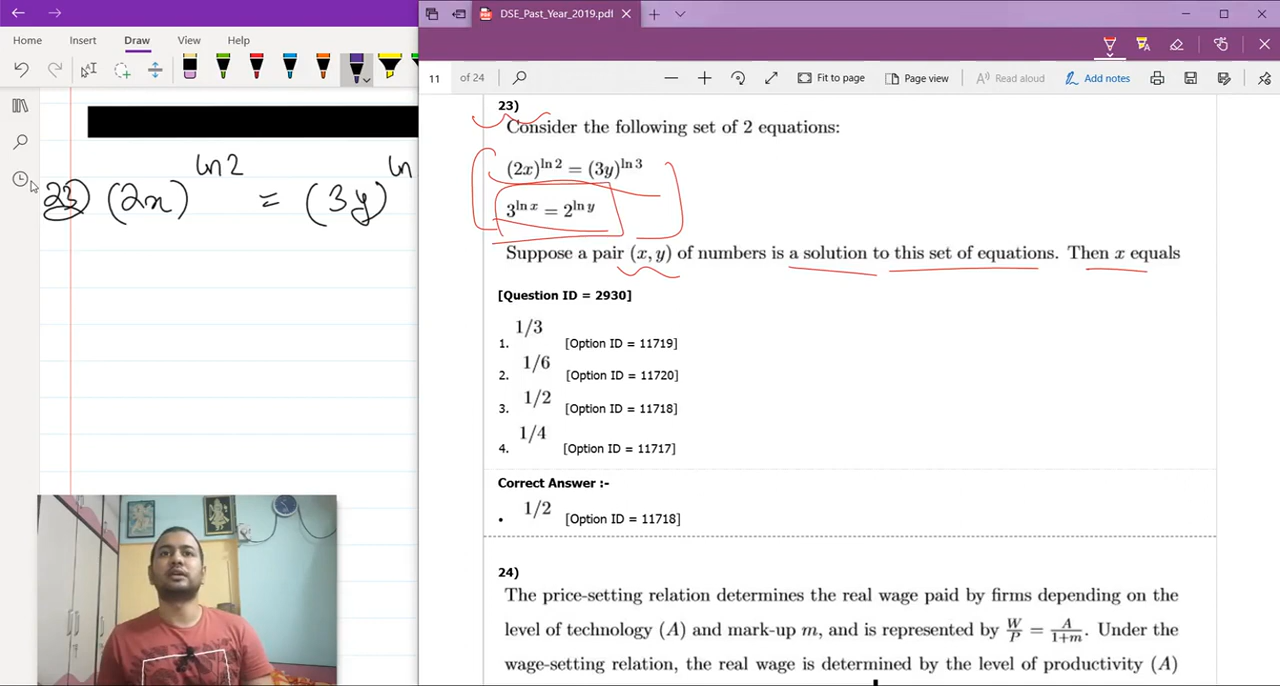 DSE_Past_Year_2019.pdf
Home Insert Draw View Help
11 of 24 Fit to page Page view Read aloud Add notes
23) (2x)^ln 2 = (3y)^ln
23)
Consider the following set of 2 equations:
(2x)^ln 2 = (3y)^ln 3
3^ln x = 2^ln y
Suppose a pair (x, y) of numbers is a solution to this set of equations. Then x equals
[Question ID = 2930]
1. 1/3 [Option ID = 11719]
2. 1/6 [Option ID = 11720]
3. 1/2 [Option ID = 11718]
4. 1/4 [Option ID = 11717]
Correct Answer :-
• 1/2 [Option ID = 11718]
24)
The price-setting relation determines the real wage paid by firms depending on the
level of technology (A) and mark-up m, and is represented by W/P = A/1+m. Under the
wage-setting relation, the real wage is determined by the level of productivity (A)